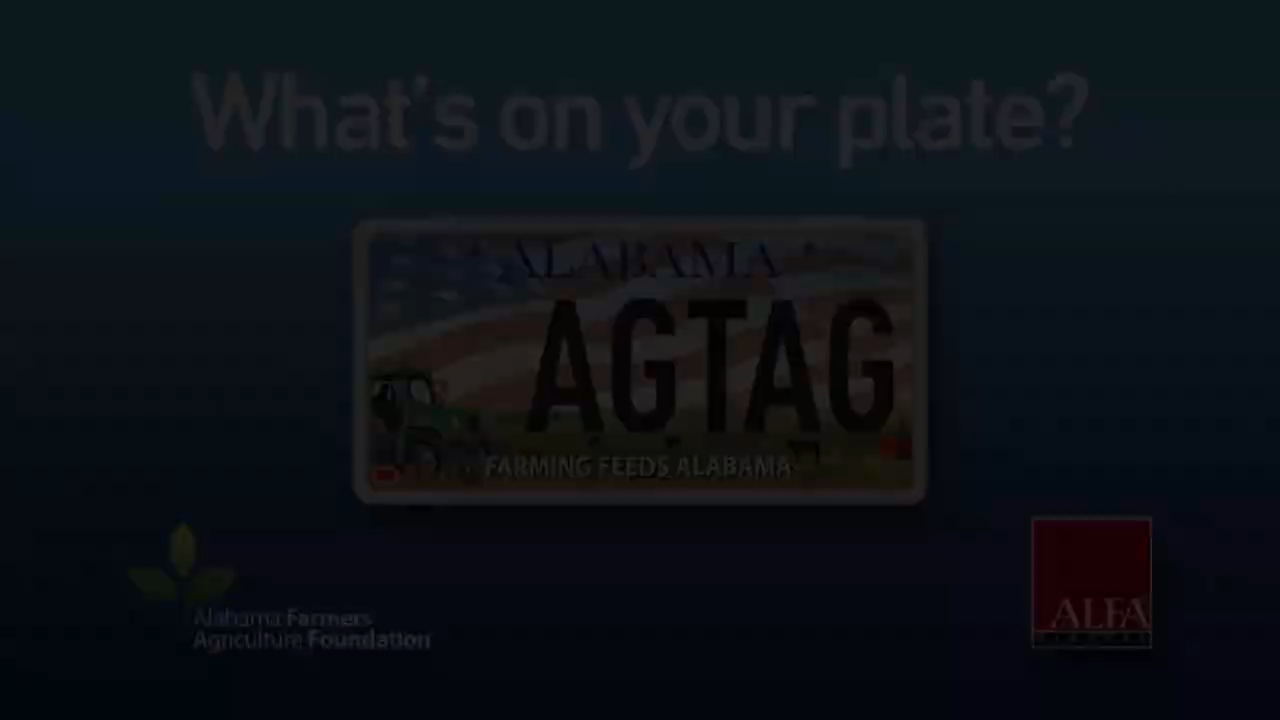 What's on your plate?
ALABAMA
AGTAG
FARMING FEEDS ALABAMA
Alabama Farmers
Agriculture Foundation
ALFA